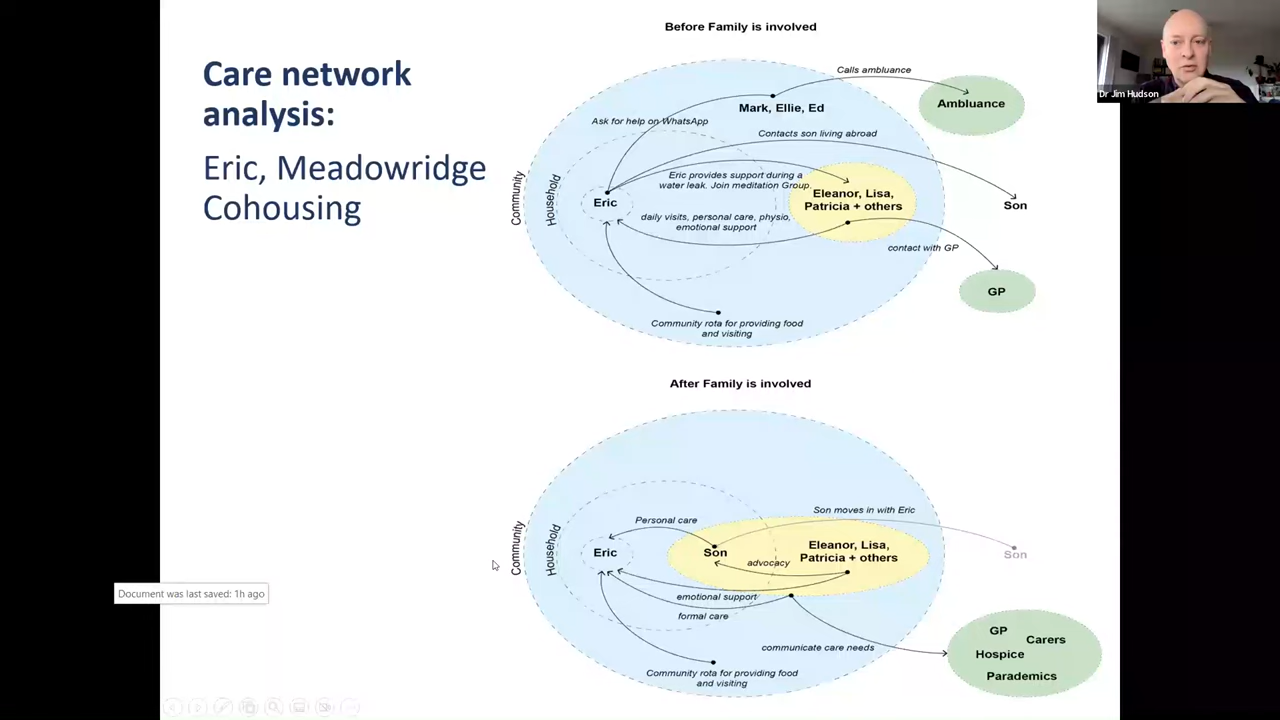 Care network
analysis:
Eric, Meadowridge
Cohousing
Before Family is involved
Calls ambluance
Ambluance
Mark, Ellie, Ed
Ask for help on WhatsApp
Contacts son living abroad
Community
Household
Eric provides support during a
water leak. Join meditation Group.
Eleanor, Lisa,
Patricia + others
Eric
Son
daily visits, personal care, physio,
emotional support
contact with GP
GP
Community rota for providing food
and visiting
After Family is involved
Son moves in with Eric
Personal care
Community
Household
Eric
Son
Eleanor, Lisa,
Patricia + others
Son
advocacy
emotional support
formal care
communicate care needs
GP
Carers
Hospice
Parademics
Community rota for providing food
and visiting
Document was last saved: 1h ago
Dr Jim Hudson